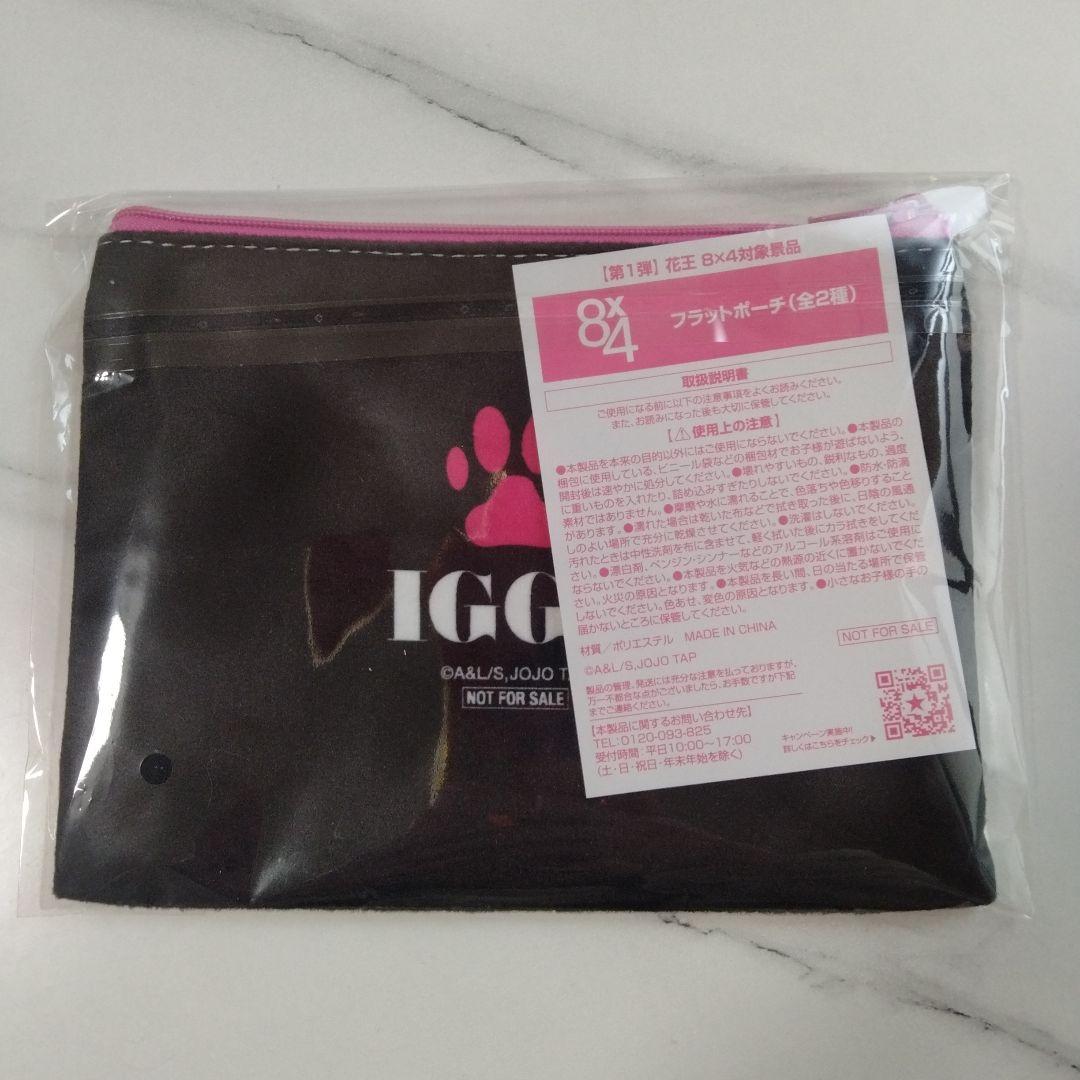 【第1弾】花王 8×4対象景品
8×4
フラットポーチ(全2種)
取扱説明書
ご使用になる前に以下の注意事項をよくお読みください。
また、お読みになった後も大切に保管してください。
【⚠使用上の注意】
●本製品を本来の目的以外にはご使用にならないでください。●本製品の
梱包に使用している、ビニール袋などの梱包材でお子様が遊ばないよう、
開封後は速やかに処分してください。●壊れやすいもの、鋭利なもの、過度
に重いものを入れたり、詰め込みすぎたりしないでください。●防水・防滴
素材ではありません。●摩擦や水に濡れることで、色落ちや色移りすること
があります。●濡れた場合は乾いた布などで拭き取った後に、日陰の風通
しのよい場所で充分に乾燥させてください。●洗濯はしないでください。
汚れたときは中性洗剤を布に含ませて、軽く拭いた後にカラ拭きをしてくだ
さい。●漂白剤、ベンジン・シンナーなどのアルコール系溶剤はご使用に
ならないでください。●本製品を火気などの熱源の近くに置かないでくだ
さい。火災の原因となります。●本製品を長い間、日の当たる場所で保管
しないでください。色あせ、変色の原因となります。●小さなお子様の手の
届かないところに保管してください。
材質/ポリエステル MADE IN CHINA
©A&L/S,JOJO TAP
NOT FOR SALE
製品の管理、発送には充分な注意を払っておりますが、
万一不都合な点がございましたら、お手数ですが下記
までご連絡ください。
【本製品に関するお問い合わせ先】
TEL:0120-093-825
受付時間:平日10:00〜17:00
(土・日・祝日・年末年始を除く)
キャンペーン実施中!!
詳しくはこちらをチェック▶
IGG
©A&L/S,JOJO TA
NOT FOR SALE